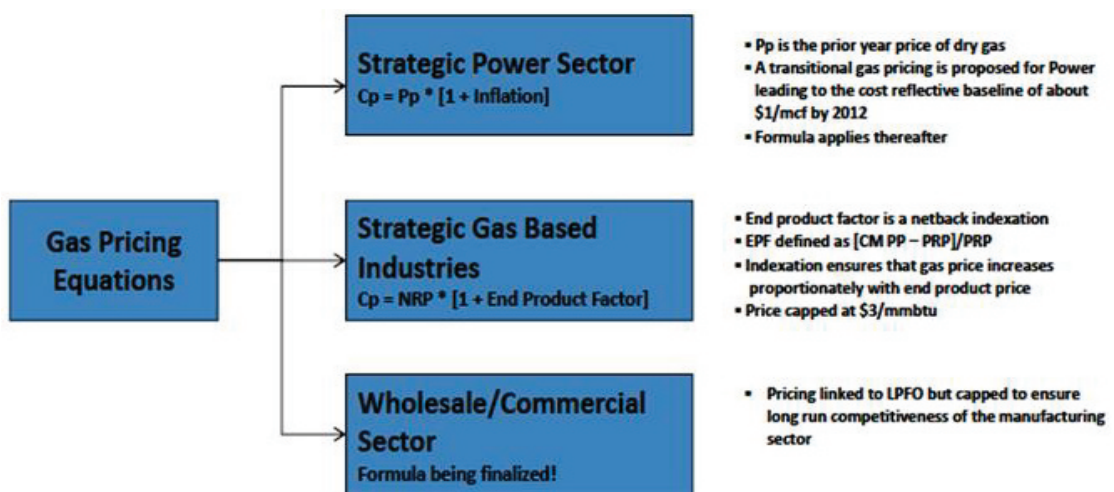 Gas Pricing
Equations
Strategic Power Sector
Cp = Pp * [1 + Inflation]
▪ Pp is the prior year price of dry gas
▪ A transitional gas pricing is proposed for Power
leading to the cost reflective baseline of about
$1/mcf by 2012
▪ Formula applies thereafter
Strategic Gas Based
Industries
Cp = NRP * [1 + End Product Factor]
▪ End product factor is a netback indexation
▪ EPF defined as [CM PP – PRP]/PRP
▪ Indexation ensures that gas price increases
proportionately with end product price
▪ Price capped at $3/mmbtu
Wholesale/Commercial
Sector
Formula being finalized!
▪ Pricing linked to LPFO but capped to ensure
long run competitiveness of the manufacturing
sector